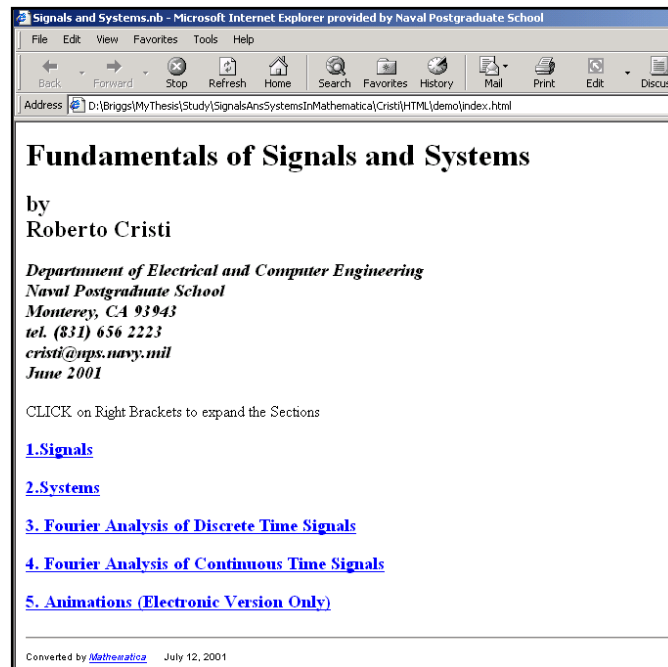 Signals and Systems.nb - Microsoft Internet Explorer provided by Naval Postgraduate School
File Edit View Favorites Tools Help
Back Forward Stop Refresh Home Search Favorites History Mail Print Edit Discus
Address D:\Briggs\MyThesis\Study\SignalsAnsSystemsInMathematica\Cristi\HTML\demo\index.html
Fundamentals of Signals and Systems
by
Roberto Cristi
Department of Electrical and Computer Engineering
Naval Postgraduate School
Monterey, CA 93943
tel. (831) 656 2223
cristi@nps.navy.mil
June 2001
CLICK on Right Brackets to expand the Sections
1.Signals
2.Systems
3. Fourier Analysis of Discrete Time Signals
4. Fourier Analysis of Continuous Time Signals
5. Animations (Electronic Version Only)
Converted by Mathematica July 12, 2001